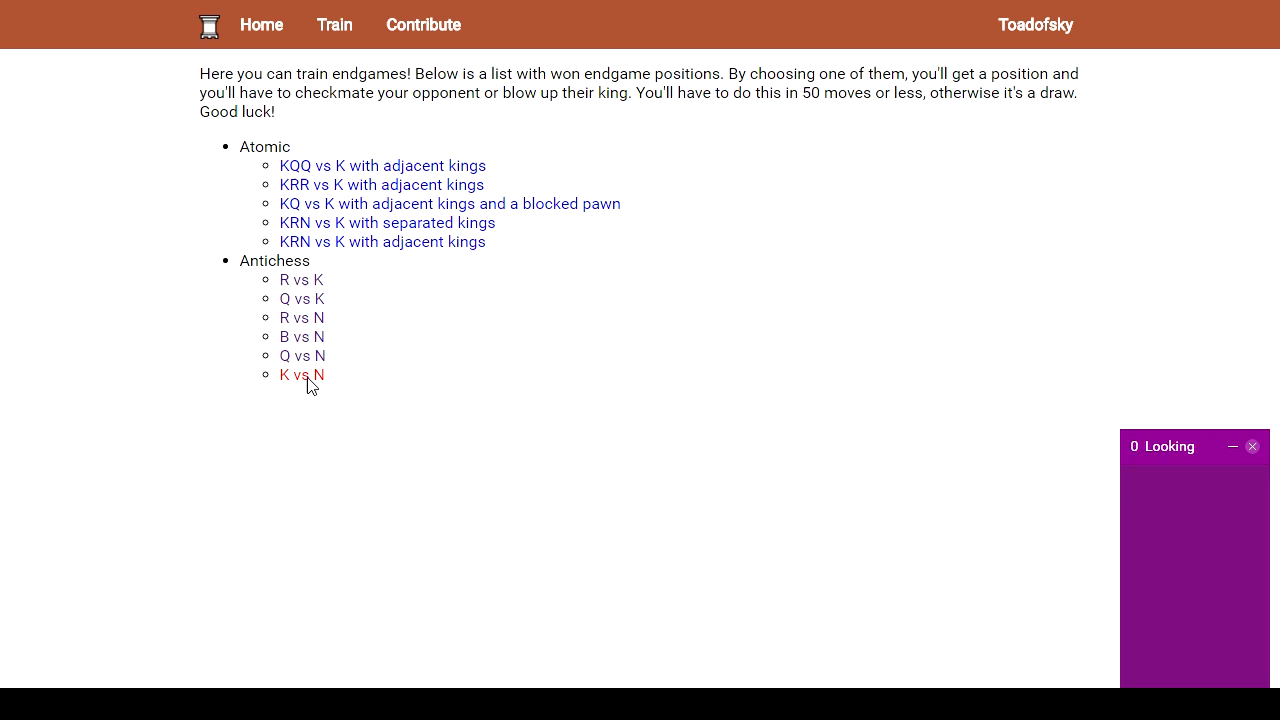 Home Train Contribute Toadofsky
Here you can train endgames! Below is a list with won endgame positions. By choosing one of them, you'll get a position and
you'll have to checkmate your opponent or blow up their king. You'll have to do this in 50 moves or less, otherwise it's a draw.
Good luck!
Atomic
KQQ vs K with adjacent kings
KRR vs K with adjacent kings
KQ vs K with adjacent kings and a blocked pawn
KRN vs K with separated kings
KRN vs K with adjacent kings
Antichess
R vs K
Q vs K
R vs N
B vs N
Q vs N
K vs N
0 Looking